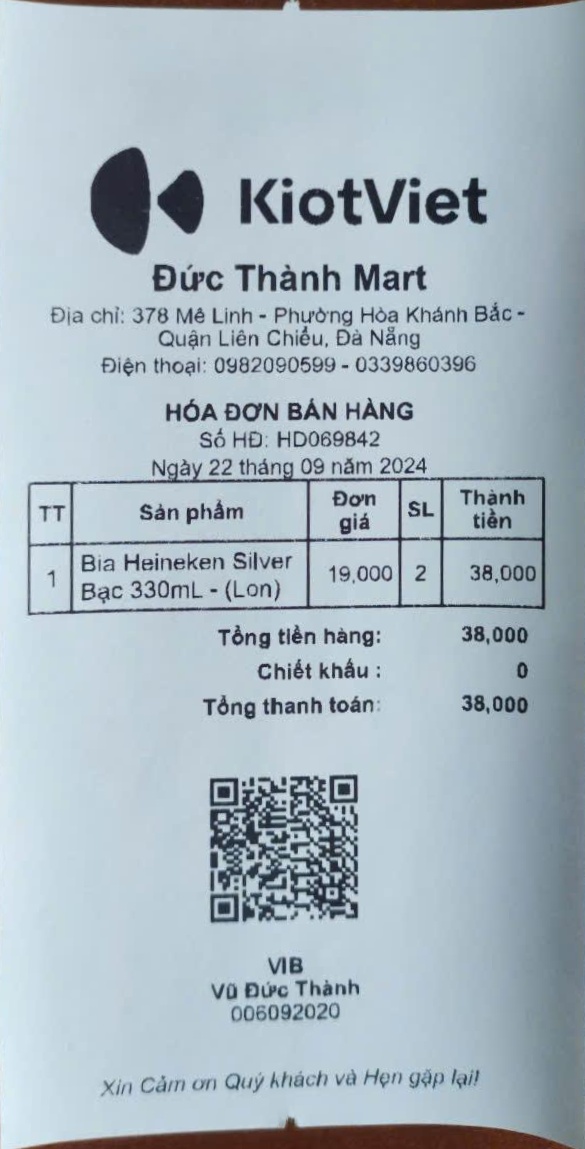 KiotViet
Đức Thành Mart
Địa chỉ: 378 Mê Linh - Phường Hòa Khánh Bắc -
Quận Liên Chiểu, Đà Nẵng
Điện thoại: 0982090599 - 0339860396
HÓA ĐƠN BÁN HÀNG
Số HĐ: HD069842
Ngày 22 tháng 09 năm 2024
TT Sản phẩm Đơn giá SL Thành tiền
1 Bia Heineken Silver Bạc 330mL - (Lon) 19,000 2 38,000
Tổng tiền hàng: 38,000
Chiết khấu : 0
Tổng thanh toán: 38,000
VIB
Vũ Đức Thành
006092020
Xin Cảm ơn Quý khách và Hẹn gặp lại!